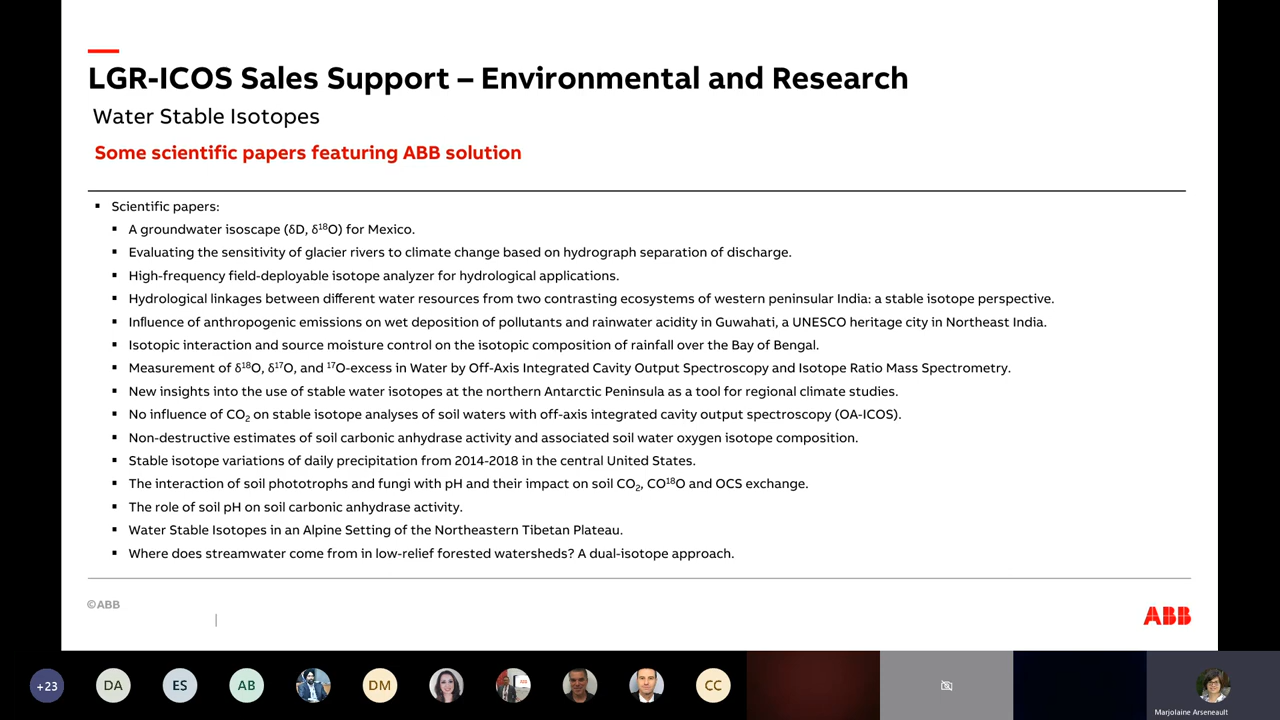 LGR-ICOS Sales Support – Environmental and Research
Water Stable Isotopes
Some scientific papers featuring ABB solution
▪ Scientific papers:
▪ A groundwater isoscape (δD, δ¹⁸O) for Mexico.
▪ Evaluating the sensitivity of glacier rivers to climate change based on hydrograph separation of discharge.
▪ High-frequency field-deployable isotope analyzer for hydrological applications.
▪ Hydrological linkages between different water resources from two contrasting ecosystems of western peninsular India: a stable isotope perspective.
▪ Influence of anthropogenic emissions on wet deposition of pollutants and rainwater acidity in Guwahati, a UNESCO heritage city in Northeast India.
▪ Isotopic interaction and source moisture control on the isotopic composition of rainfall over the Bay of Bengal.
▪ Measurement of δ¹⁸O, δ¹⁷O, and ¹⁷O-excess in Water by Off-Axis Integrated Cavity Output Spectroscopy and Isotope Ratio Mass Spectrometry.
▪ New insights into the use of stable water isotopes at the northern Antarctic Peninsula as a tool for regional climate studies.
▪ No influence of CO₂ on stable isotope analyses of soil waters with off-axis integrated cavity output spectroscopy (OA-ICOS).
▪ Non-destructive estimates of soil carbonic anhydrase activity and associated soil water oxygen isotope composition.
▪ Stable isotope variations of daily precipitation from 2014-2018 in the central United States.
▪ The interaction of soil phototrophs and fungi with pH and their impact on soil CO₂, CO¹⁸O and OCS exchange.
▪ The role of soil pH on soil carbonic anhydrase activity.
▪ Water Stable Isotopes in an Alpine Setting of the Northeastern Tibetan Plateau.
▪ Where does streamwater come from in low-relief forested watersheds? A dual-isotope approach.
©ABB
|
ABB
+23 DA ES AB DM CC
Marjolaine Arseneault